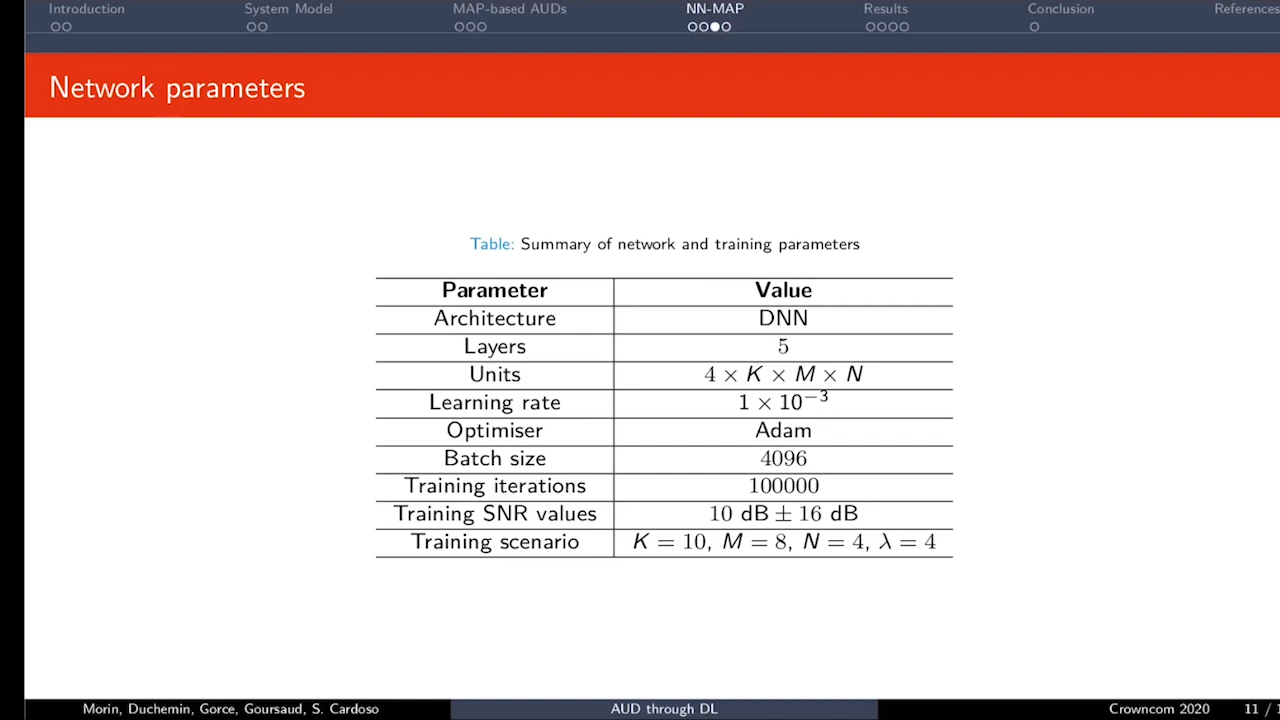 Introduction System Model MAP-based AUDs NN-MAP Results Conclusion References
Network parameters
Table: Summary of network and training parameters
Parameter Value
Architecture DNN
Layers 5
Units 4 × K × M × N
Learning rate 1 × 10⁻³
Optimiser Adam
Batch size 4096
Training iterations 100000
Training SNR values 10 dB ± 16 dB
Training scenario K = 10, M = 8, N = 4, λ = 4
Morin, Duchemin, Gorce, Goursaud, S. Cardoso AUD through DL Crowncom 2020 11 /